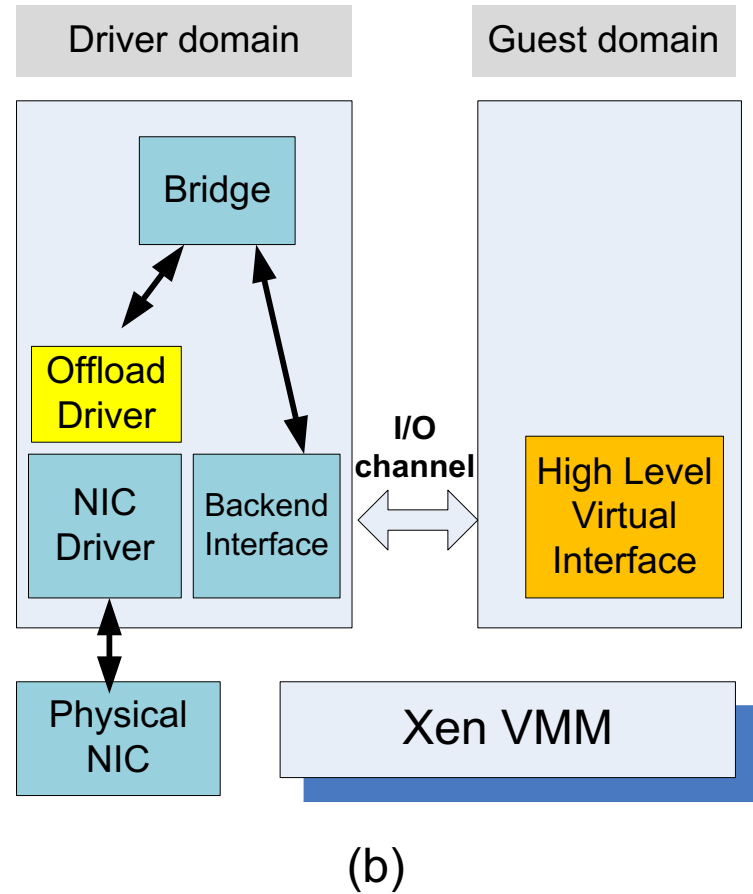 Driver domain
Guest domain
Bridge
Offload
Driver
I/O
channel
NIC
Driver
Backend
Interface
High Level
Virtual
Interface
Physical
NIC
Xen VMM
(b)